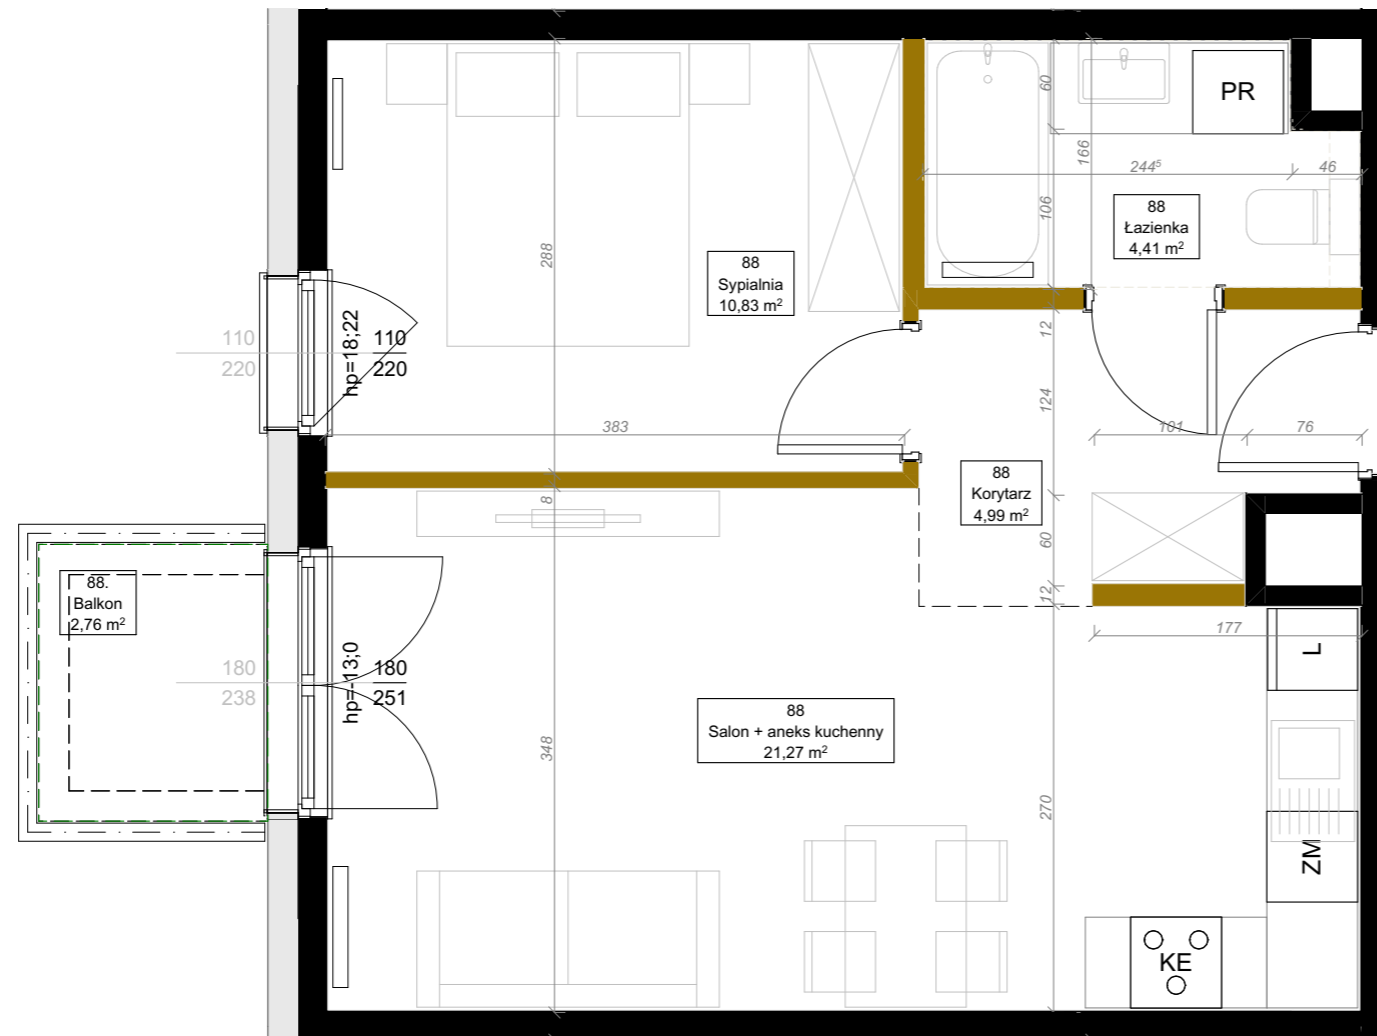 PR
60
166
244⁵
46
106
88
Łazienka
4,41 m²
288
88
Sypialnia
10,83 m²
hp=18;22
110
220
110
220
12
124
383
101
76
88
Korytarz
4,99 m²
8
60
12
177
L
88.
Balkon
2,76 m²
180
238
hp=-13;0
180
251
88
Salon + aneks kuchenny
21,27 m²
348
270
ZM
KE